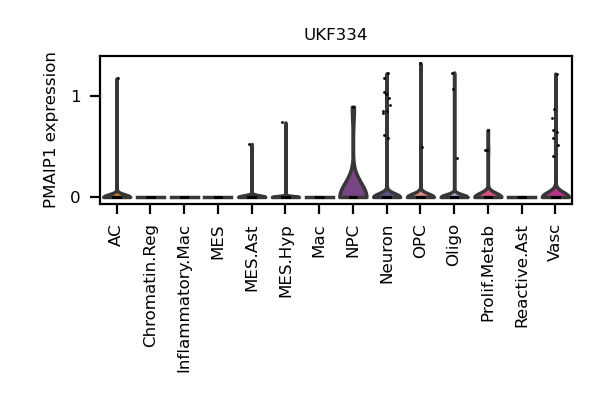 UKF334
PMAIP1 expression
1
0
AC
Chromatin.Reg
Inflammatory.Mac
MES
MES.Ast
MES.Hyp
Mac
NPC
Neuron
OPC
Oligo
Prolif.Metab
Reactive.Ast
Vasc